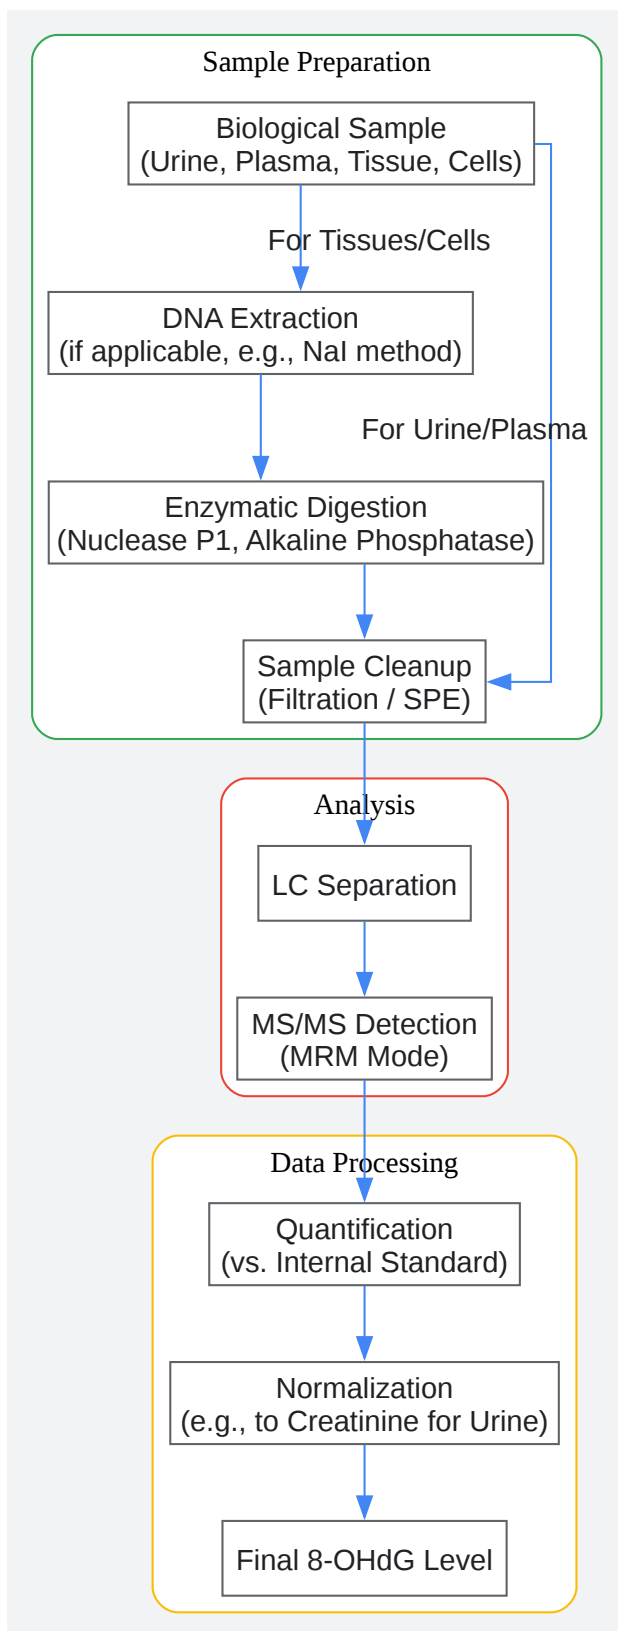 Sample Preparation
Biological Sample
(Urine, Plasma, Tissue, Cells)
For Tissues/Cells
DNA Extraction
(if applicable, e.g., NaI method)
For Urine/Plasma
Enzymatic Digestion
(Nuclease P1, Alkaline Phosphatase)
Sample Cleanup
(Filtration / SPE)
Analysis
LC Separation
MS/MS Detection
(MRM Mode)
Data Processing
Quantification
(vs. Internal Standard)
Normalization
(e.g., to Creatinine for Urine)
Final 8-OHdG Level